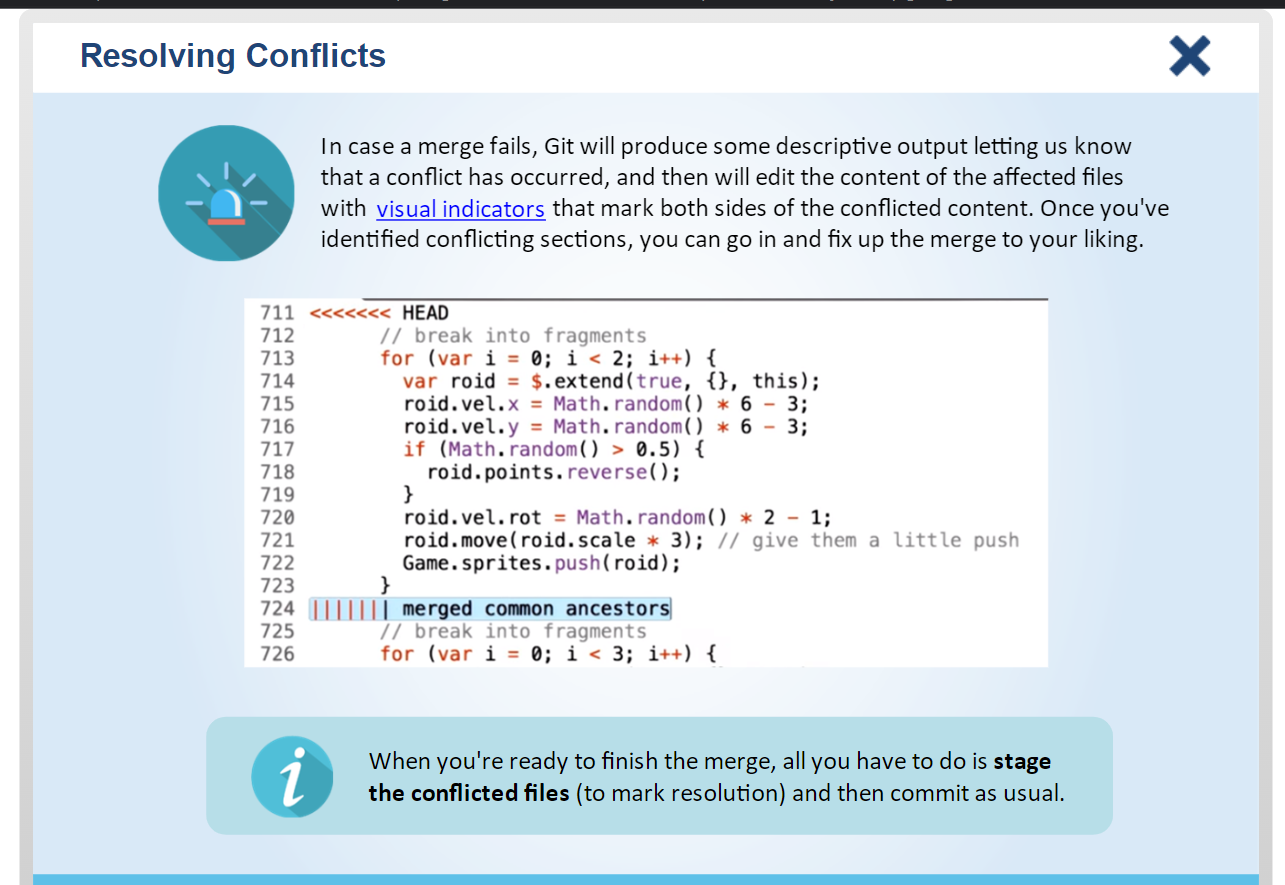 Resolving Conflicts
In case a merge fails, Git will produce some descriptive output letting us know
that a conflict has occurred, and then will edit the content of the affected files
with visual indicators that mark both sides of the conflicted content. Once you've
identified conflicting sections, you can go in and fix up the merge to your liking.
711 <<<<<<< HEAD
712 // break into fragments
713 for (var i = 0; i < 2; i++) {
714 var roid = $.extend(true, {}, this);
715 roid.vel.x = Math.random() * 6 - 3;
716 roid.vel.y = Math.random() * 6 - 3;
717 if (Math.random() > 0.5) {
718 roid.points.reverse();
719 }
720 roid.vel.rot = Math.random() * 2 - 1;
721 roid.move(roid.scale * 3); // give them a little push
722 Game.sprites.push(roid);
723 }
724 ||||||| merged common ancestors
725 // break into fragments
726 for (var i = 0; i < 3; i++) {
When you're ready to finish the merge, all you have to do is stage
the conflicted files (to mark resolution) and then commit as usual.